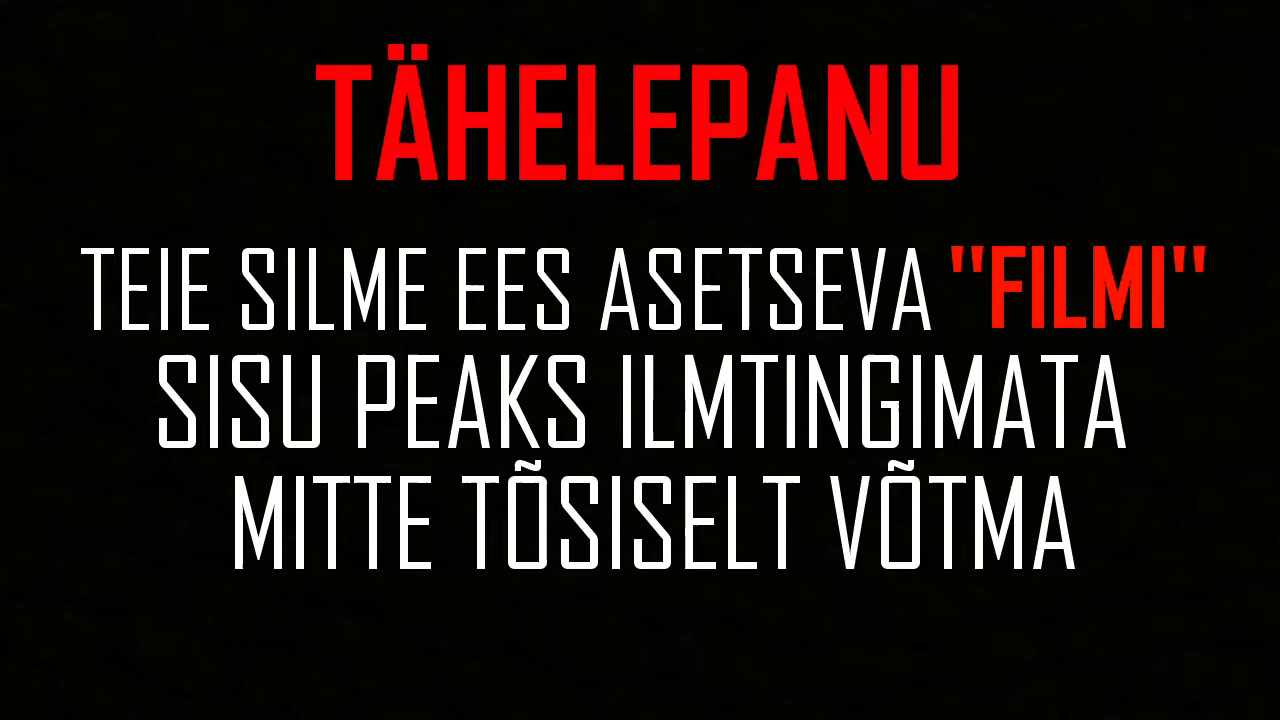 TÄHELEPANU
TEIE SILME EES ASETSEVA "FILMI"
SISU PEAKS ILMTINGIMATA
MITTE TÕSISELT VÕTMA